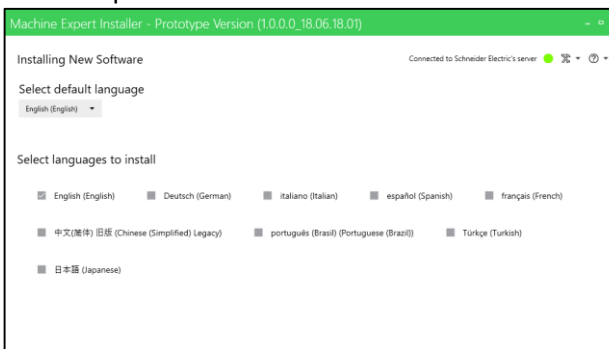 Machine Expert Installer - Prototype Version (1.0.0.0_18.06.18.01)
Installing New Software
Connected to Schneider Electric's server
Select default language
English (English)
Select languages to install
English (English) Deutsch (German) italiano (Italian) español (Spanish) français (French)
中文(简体) 旧版 (Chinese (Simplified) Legacy) português (Brasil) (Portuguese (Brazil)) Türkçe (Turkish)
日本語 (Japanese)